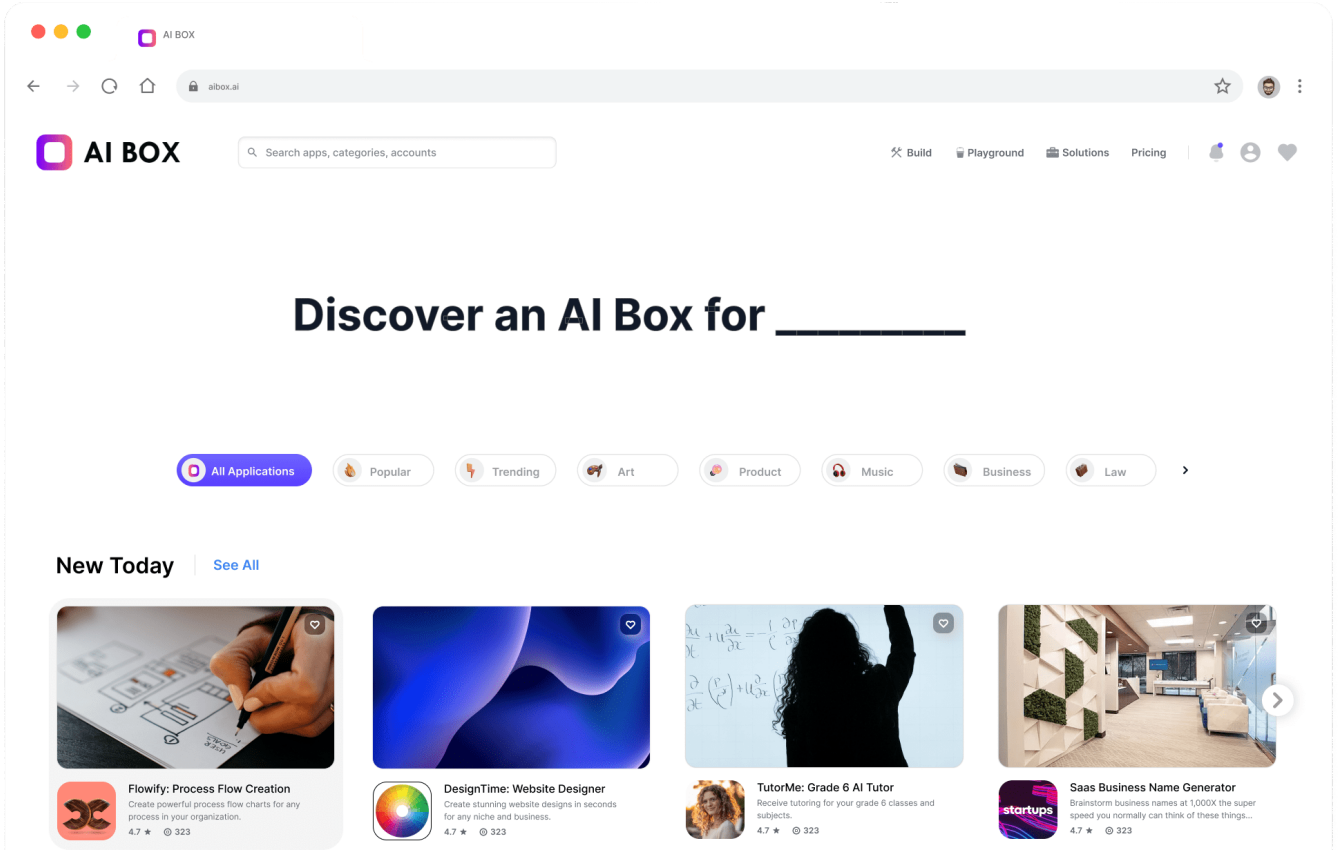 AI BOX
aibox.ai
AI BOX
Search apps, categories, accounts
Build
Playground
Solutions
Pricing
Discover an AI Box for _________
All Applications
Popular
Trending
Art
Product
Music
Business
Law
New Today
See All
USER
GOALS
Flowify: Process Flow Creation
Create powerful process flow charts for any
process in your organization.
4.7 ★ 323
DesignTime: Website Designer
Create stunning website designs in seconds
for any niche and business.
4.7 ★ 323
TutorMe: Grade 6 AI Tutor
Receive tutoring for your grade 6 classes and
subjects.
4.7 ★ 323
startups
Saas Business Name Generator
Brainstorm business names at 1,000X the super
speed you normally can think of these things...
4.7 ★ 323